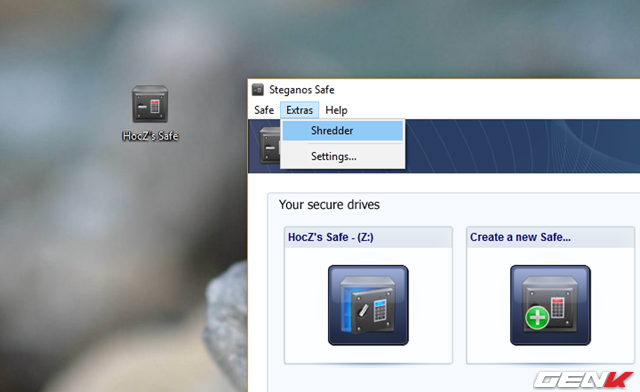 HocZ's Safe
Steganos Safe
Safe Extras Help
Shredder
Settings...
Your secure drives
HocZ's Safe - (Z:)
Create a new Safe...
GENK